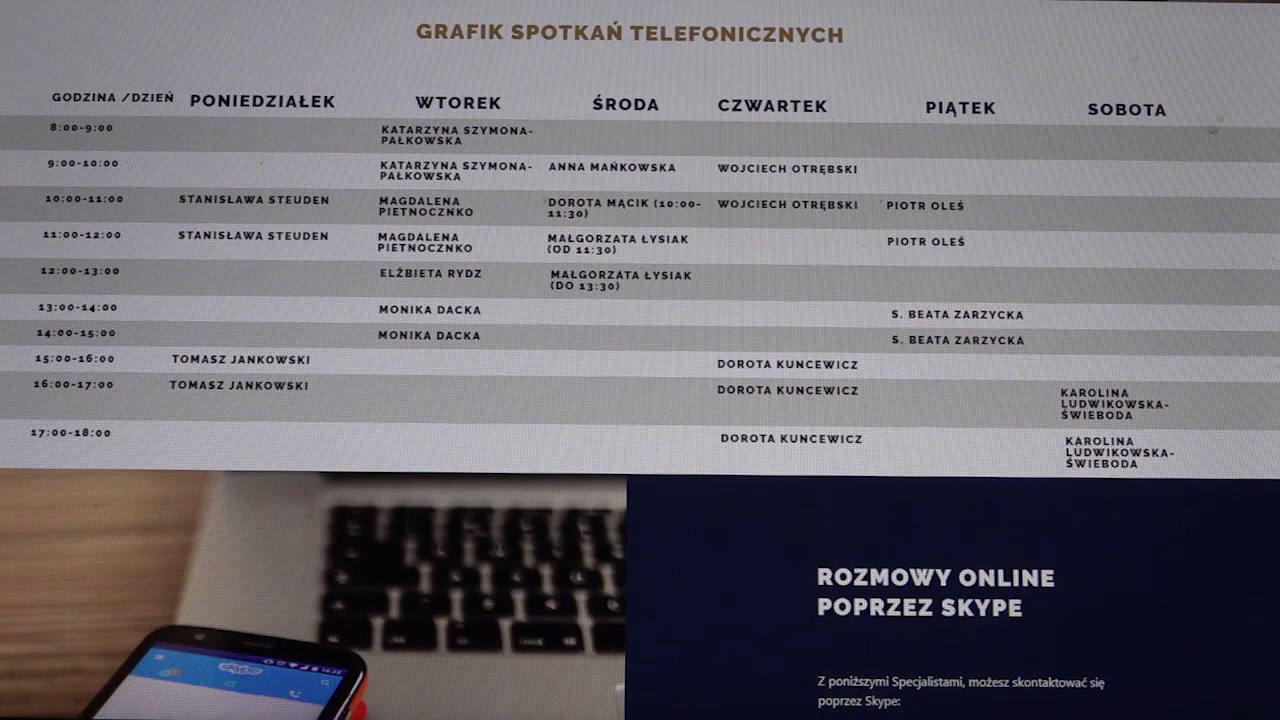 GRAFIK SPOTKAŃ TELEFONICZNYCH
GODZINA /DZIEŃ PONIEDZIAŁEK WTOREK ŚRODA CZWARTEK PIĄTEK SOBOTA
8:00-9:00 KATARZYNA SZYMONA-
PAŁKOWSKA
9:00-10:00 KATARZYNA SZYMONA- ANNA MAŃKOWSKA WOJCIECH OTRĘBSKI
PAŁKOWSKA
10:00-11:00 STANISŁAWA STEUDEN MAGDALENA DOROTA MĄCIK (10:00- WOJCIECH OTRĘBSKI PIOTR OLEŚ
PIETNOCZNKO 11:30)
11:00-12:00 STANISŁAWA STEUDEN MAGDALENA MAŁGORZATA ŁYSIAK PIOTR OLEŚ
PIETNOCZNKO (OD 11:30)
12:00-13:00 ELŻBIETA RYDZ MAŁGORZATA ŁYSIAK
(DO 13:30)
13:00-14:00 MONIKA DACKA S. BEATA ZARZYCKA
14:00-15:00 MONIKA DACKA S. BEATA ZARZYCKA
15:00-16:00 TOMASZ JANKOWSKI DOROTA KUNCEWICZ
16:00-17:00 TOMASZ JANKOWSKI DOROTA KUNCEWICZ KAROLINA
LUDWIKOWSKA-
ŚWIEBODA
17:00-18:00 DOROTA KUNCEWICZ KAROLINA
LUDWIKOWSKA-
ŚWIEBODA
skype
ROZMOWY ONLINE
POPRZEZ SKYPE
Z poniższymi Specjalistami, możesz skontaktować się
poprzez Skype: